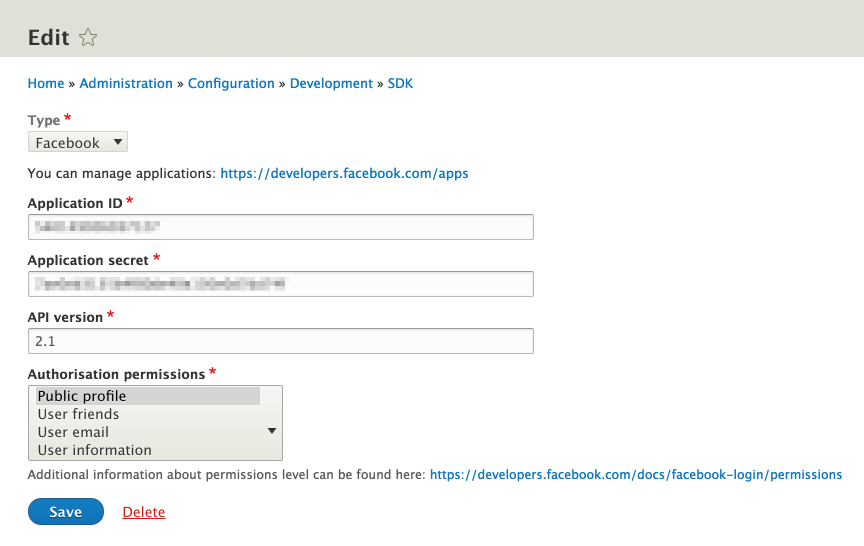 Edit
Home » Administration » Configuration » Development » SDK
Type *
Facebook
You can manage applications: https://developers.facebook.com/apps
Application ID *
Application secret *
API version *
2.1
Authorisation permissions *
Public profile
User friends
User email
User information
Additional information about permissions level can be found here: https://developers.facebook.com/docs/facebook-login/permissions
Save Delete